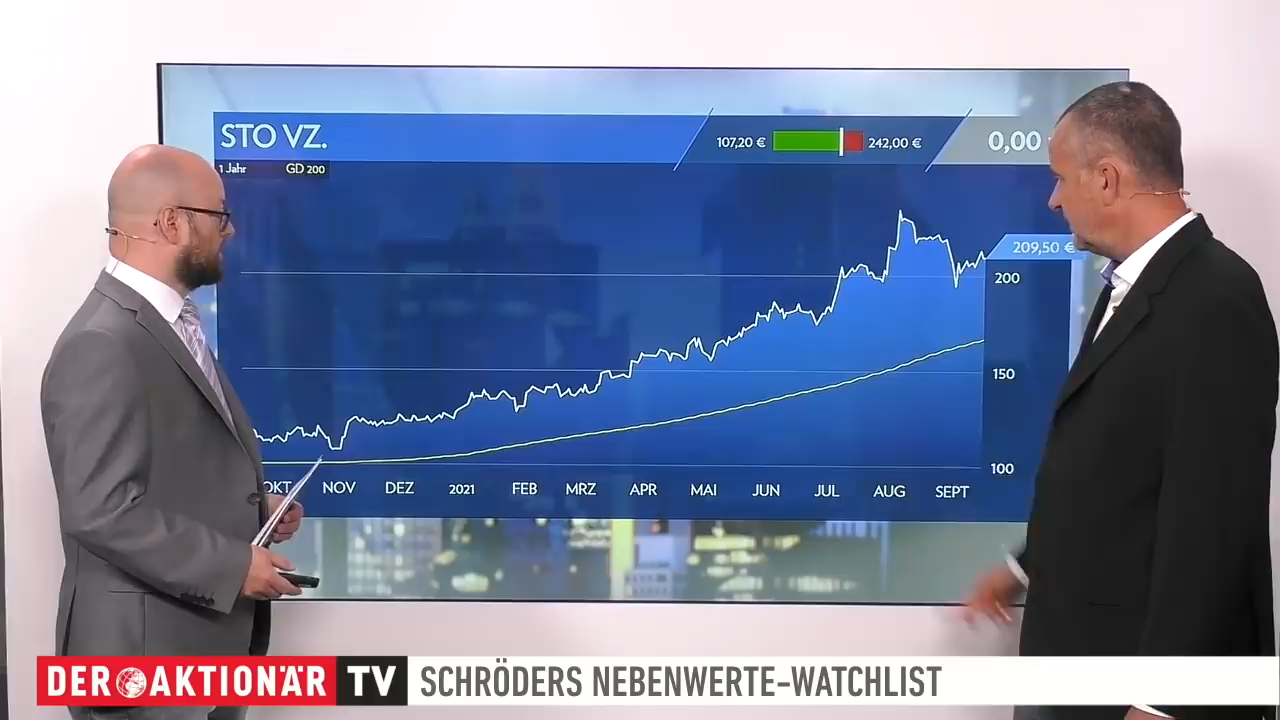 STO VZ.
107,20 €
242,00 €
0,00
1 Jahr
GD 200
209,50 €
200
150
100
OKT NOV DEZ 2021 FEB MRZ APR MAI JUN JUL AUG SEPT
DER AKTIONÄR TV SCHRÖDERS NEBENWERTE-WATCHLIST